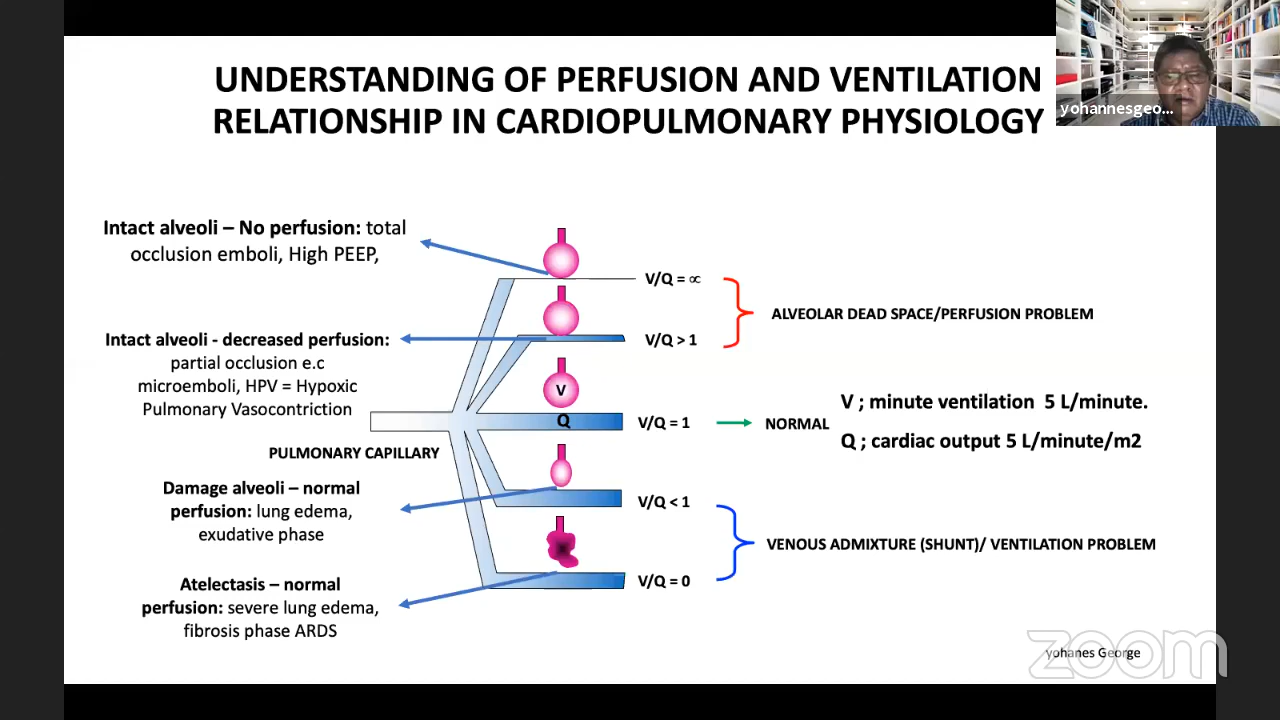 UNDERSTANDING OF PERFUSION AND VENTILATION
RELATIONSHIP IN CARDIOPULMONARY PHYSIOLOGY
yohannesgeo...
Intact alveoli – No perfusion: total
occlusion emboli, High PEEP,
V/Q = ∝
ALVEOLAR DEAD SPACE/PERFUSION PROBLEM
Intact alveoli - decreased perfusion:
partial occlusion e.c
microemboli, HPV = Hypoxic
Pulmonary Vasocontriction
V/Q > 1
V
Q
V/Q = 1
NORMAL
V ; minute ventilation 5 L/minute.
Q ; cardiac output 5 L/minute/m2
PULMONARY CAPILLARY
Damage alveoli – normal
perfusion: lung edema,
exudative phase
V/Q < 1
VENOUS ADMIXTURE (SHUNT)/ VENTILATION PROBLEM
Atelectasis – normal
perfusion: severe lung edema,
fibrosis phase ARDS
V/Q = 0
yohanes George
zoom